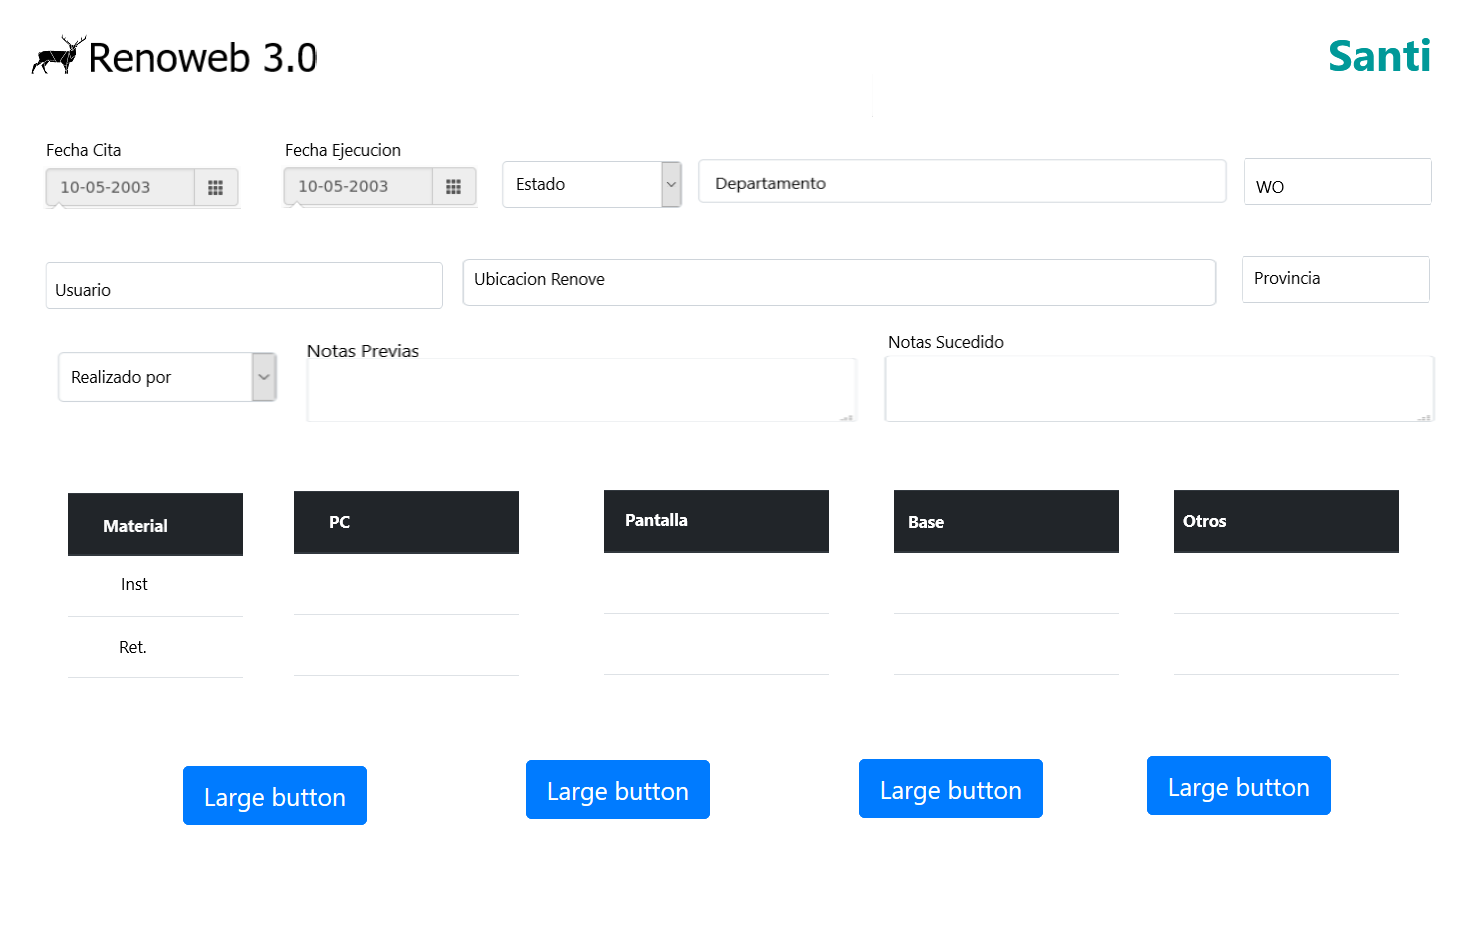 Renoweb 3.0
Santi
Fecha Cita
Fecha Ejecucion
10-05-2003
10-05-2003
Estado
Departamento
WO
Usuario
Ubicacion Renove
Provincia
Realizado por
Notas Previas
Notas Sucedido
Material
PC
Pantalla
Base
Otros
Inst
Ret.
Large button
Large button
Large button
Large button